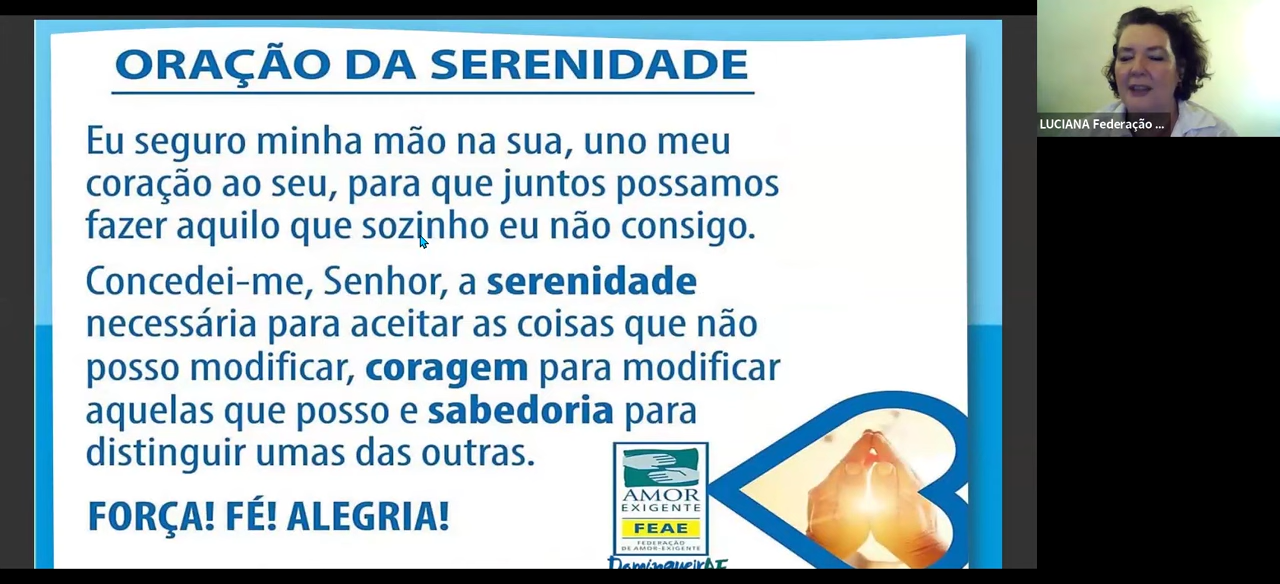 ORAÇÃO DA SERENIDADE
Eu seguro minha mão na sua, uno meu
coração ao seu, para que juntos possamos
fazer aquilo que sozinho eu não consigo.
Concedei-me, Senhor, a serenidade
necessária para aceitar as coisas que não
posso modificar, coragem para modificar
aquelas que posso e sabedoria para
distinguir umas das outras.
FORÇA! FÉ! ALEGRIA!
AMOR
EXIGENTE
FEAE
FEDERAÇÃO
DE AMOR-EXIGENTE
DomingueirAE
LUCIANA Federação ...